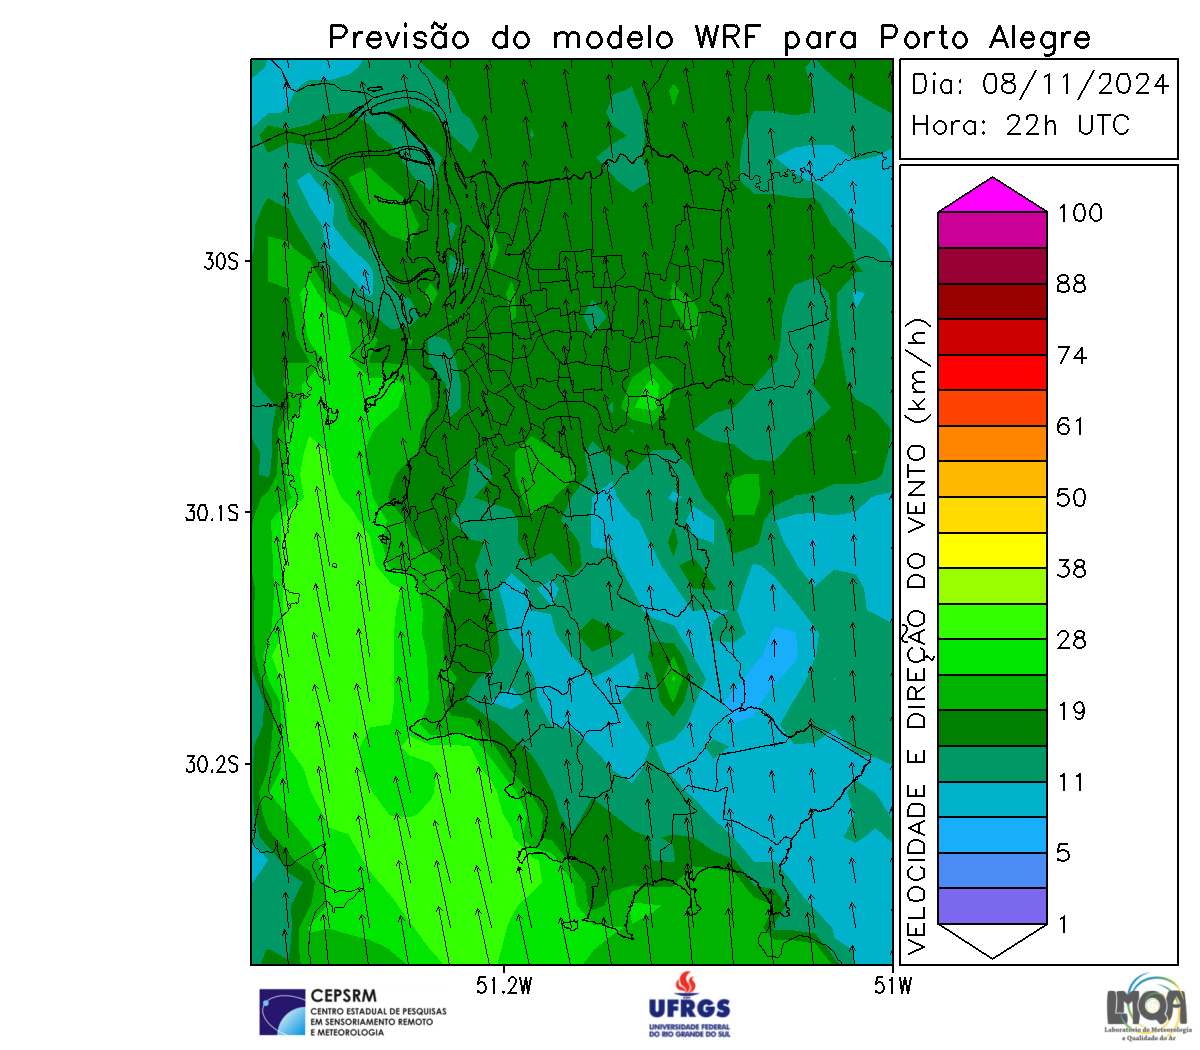 Previsão do modelo WRF para Porto Alegre
Dia: 08/11/2024
Hora: 22h UTC
30S
30.1S
30.2S
51.2W
51W
VELOCIDADE E DIREÇÃO DO VENTO (km/h)
100
88
74
61
50
38
28
19
11
5
1
CEPSRM
CENTRO ESTADUAL DE PESQUISAS
EM SENSORIAMENTO REMOTO
E METEOROLOGIA
UFRGS
UNIVERSIDADE FEDERAL
DO RIO GRANDE DO SUL
LMQA
Laboratório de Meteorologia
e Qualidade do Ar